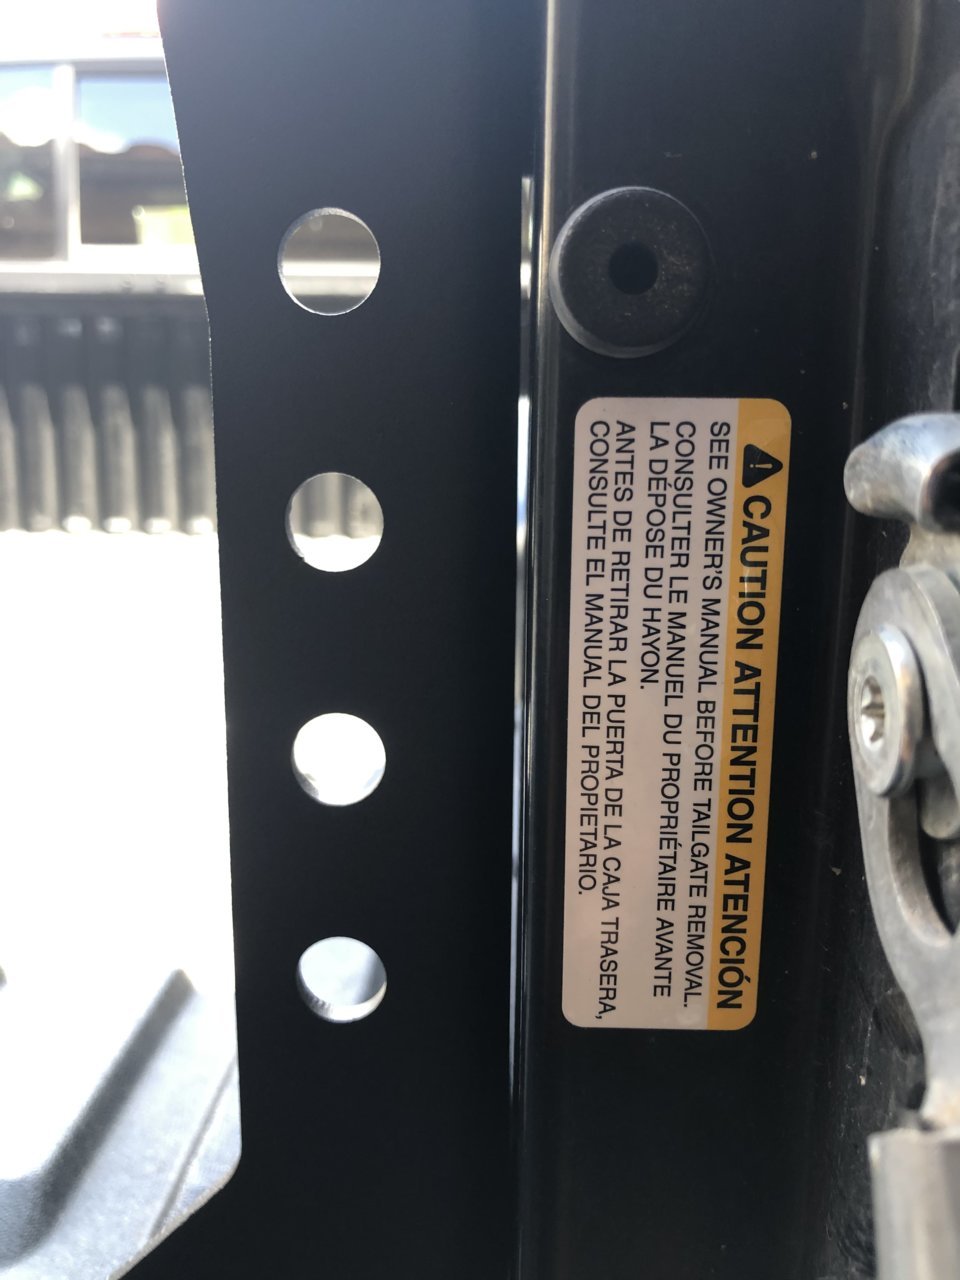 ⚠ CAUTION ATTENTION ATENCIÓN
SEE OWNER'S MANUAL BEFORE TAILGATE REMOVAL.
CONSULTER LE MANUEL DU PROPRIÉTAIRE AVANTE
LA DÉPOSE DU HAYON.
ANTES DE RETIRAR LA PUERTA DE LA CAJA TRASERA,
CONSULTE EL MANUAL DEL PROPIETARIO.